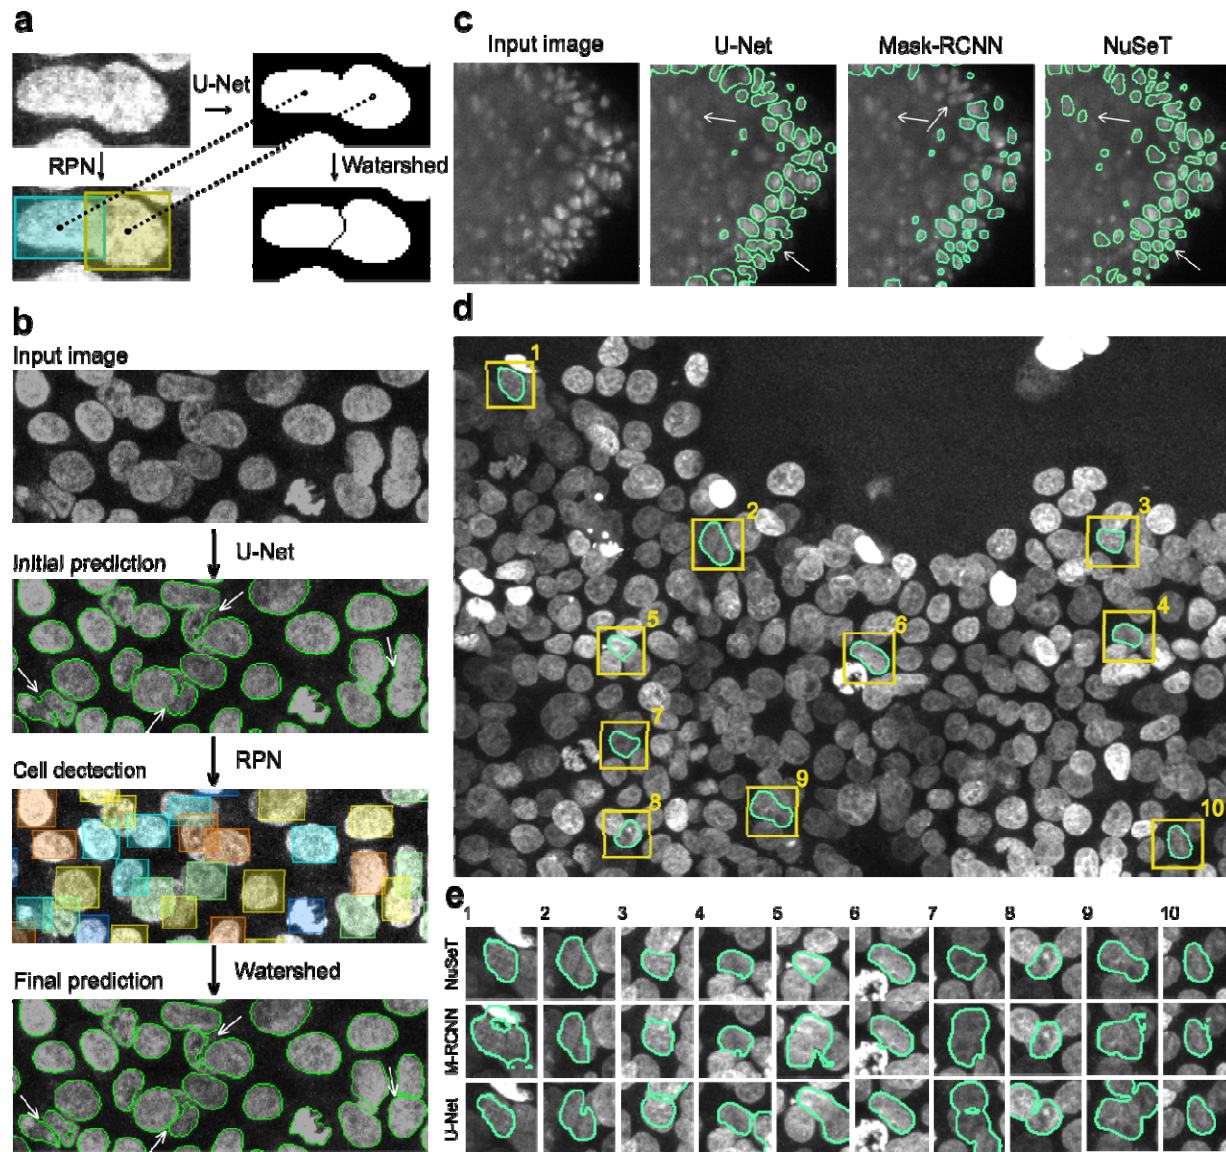 a
U-Net
RPN
Watershed
b
Input image
U-Net
Initial prediction
RPN
Cell dectection
Watershed
Final prediction
c
Input image U-Net Mask-RCNN NuSeT
d
1
2
3
4
5
6
7
8
9
10
e
1 2 3 4 5 6 7 8 9 10
NuSeT
M-RCNN
U-Net